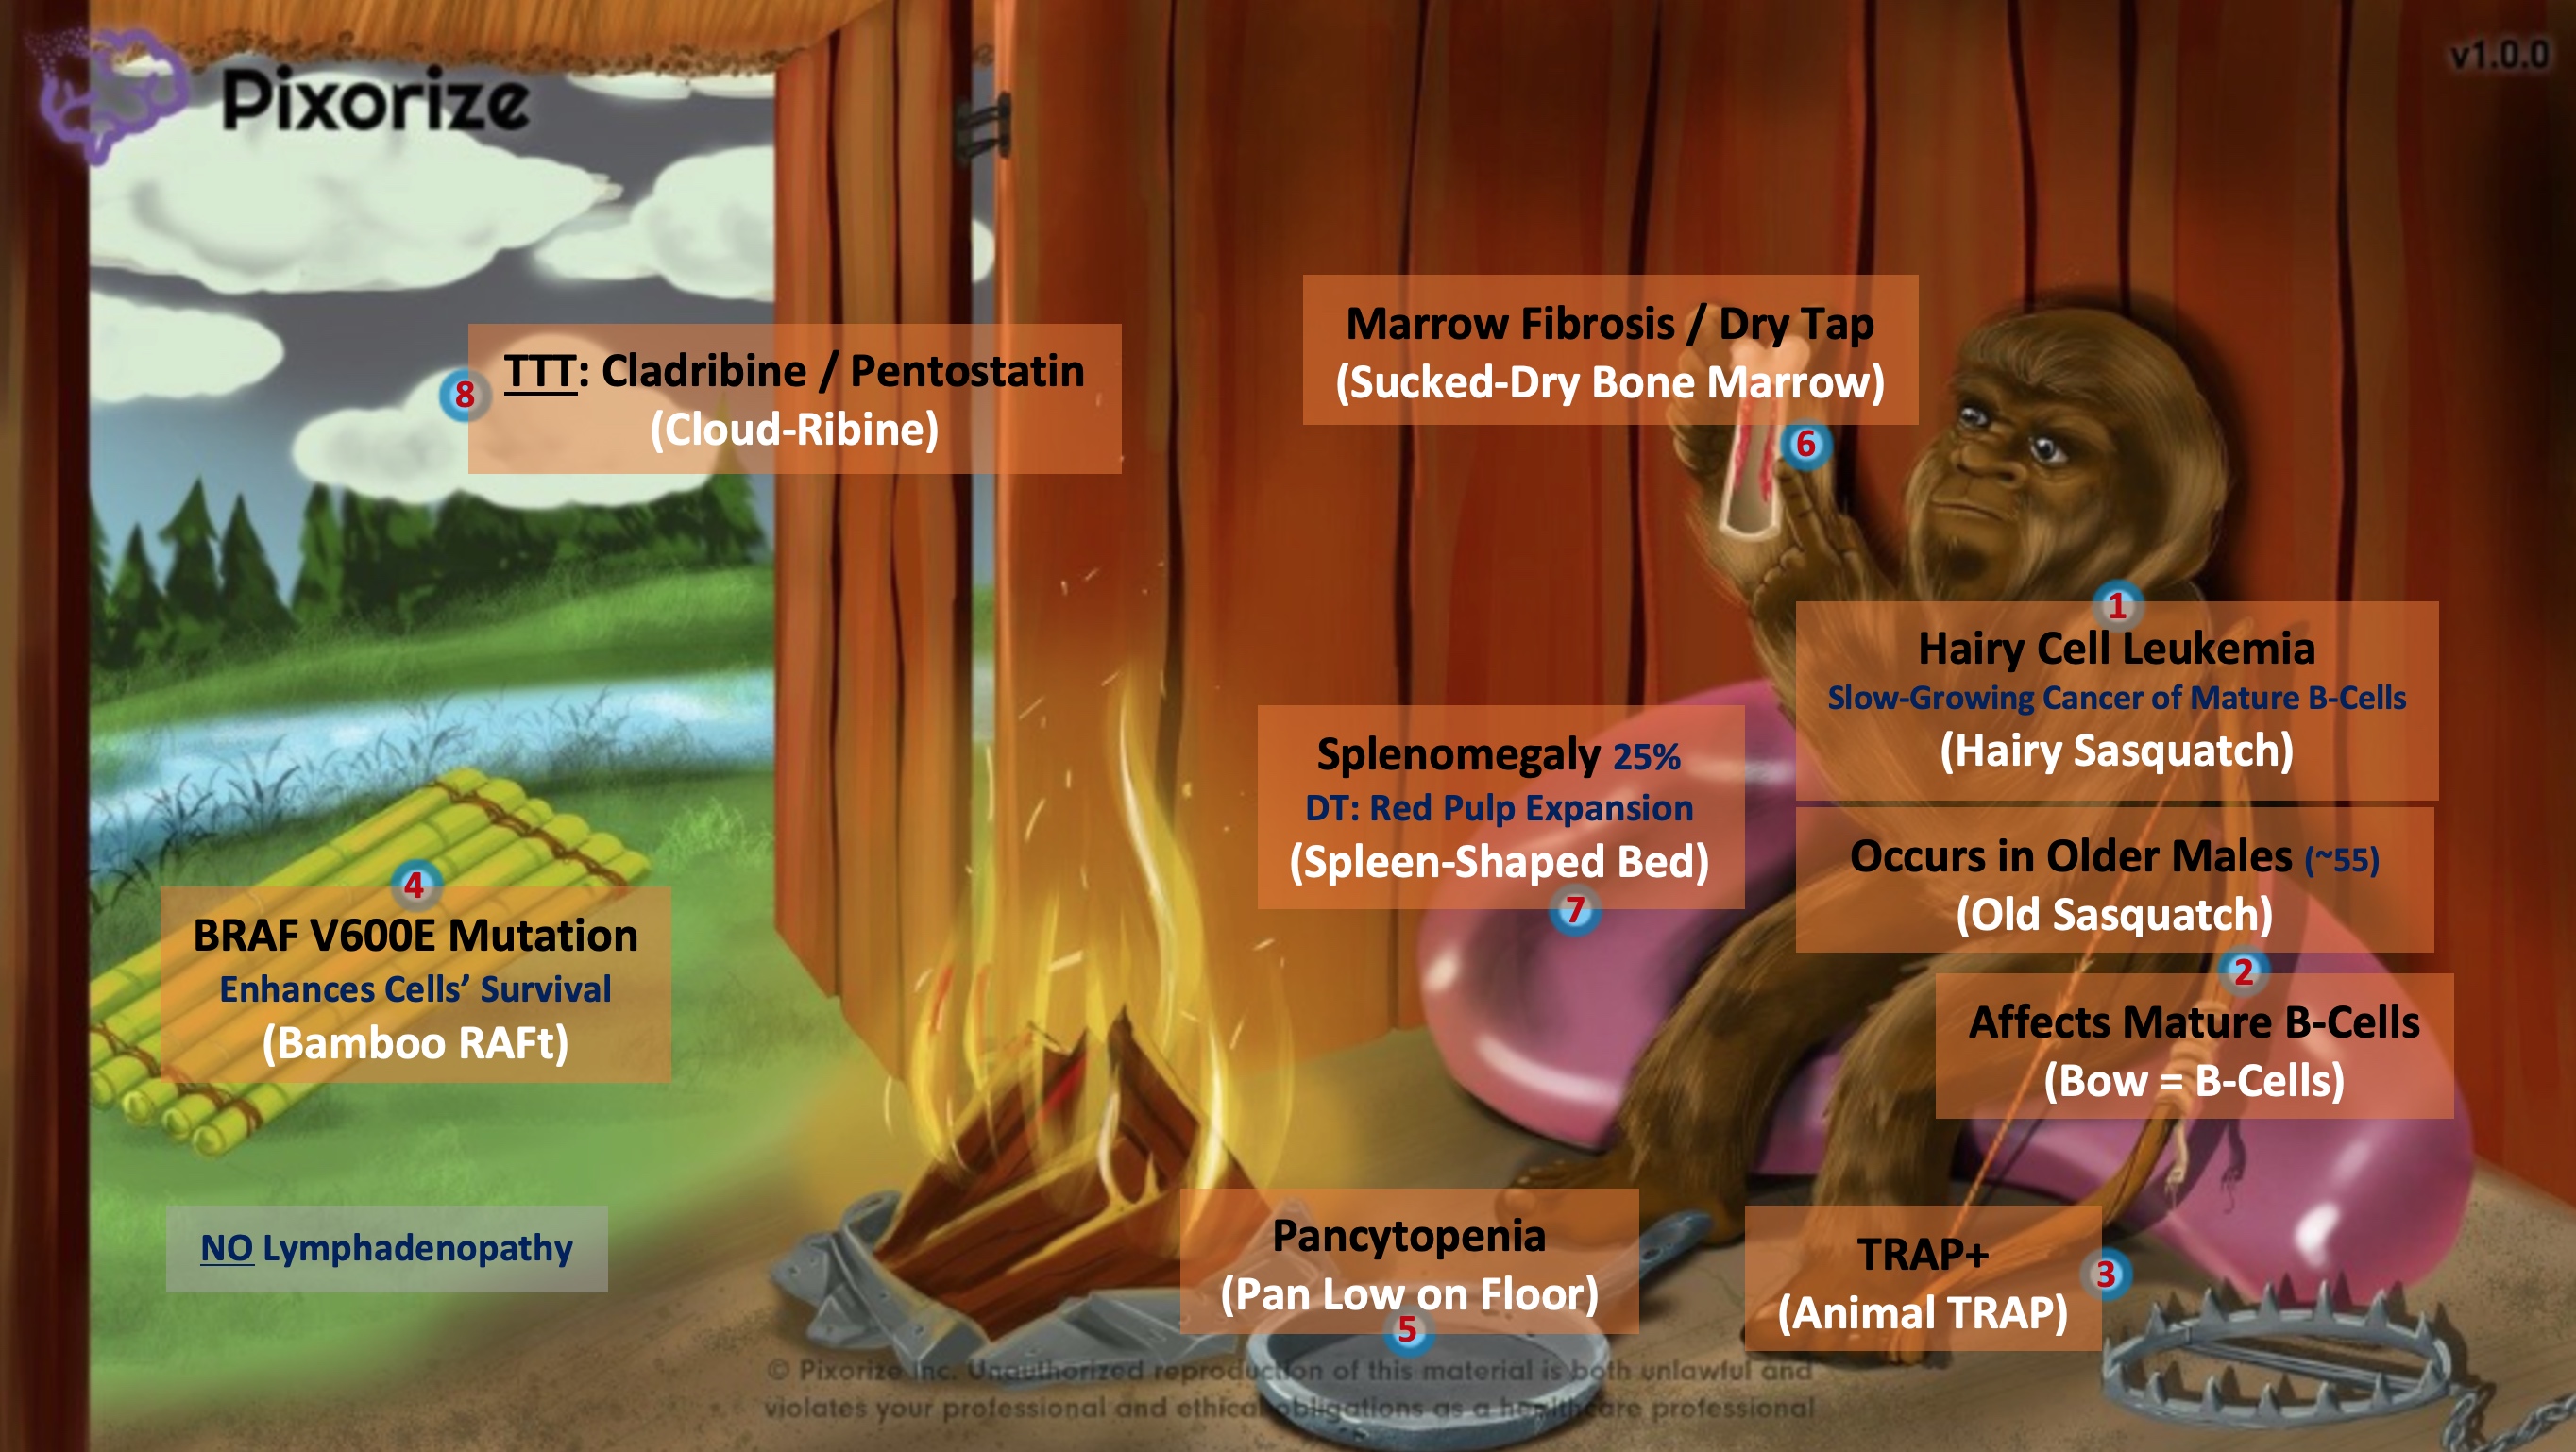 Pixorize
v1.0.0
8
TTT: Cladribine / Pentostatin
(Cloud-Ribine)
Marrow Fibrosis / Dry Tap
(Sucked-Dry Bone Marrow)
6
1
Hairy Cell Leukemia
Slow-Growing Cancer of Mature B-Cells
(Hairy Sasquatch)
Splenomegaly 25%
DT: Red Pulp Expansion
(Spleen-Shaped Bed)
7
Occurs in Older Males (~55)
(Old Sasquatch)
4
BRAF V600E Mutation
Enhances Cells’ Survival
(Bamboo RAFt)
2
Affects Mature B-Cells
(Bow = B-Cells)
NO Lymphadenopathy
Pancytopenia
(Pan Low on Floor)
5
TRAP+
(Animal TRAP)
3
© Pixorize Inc. Unauthorized reproduction of this material is both unlawful and
violates your professional and ethical obligations as a healthcare professional